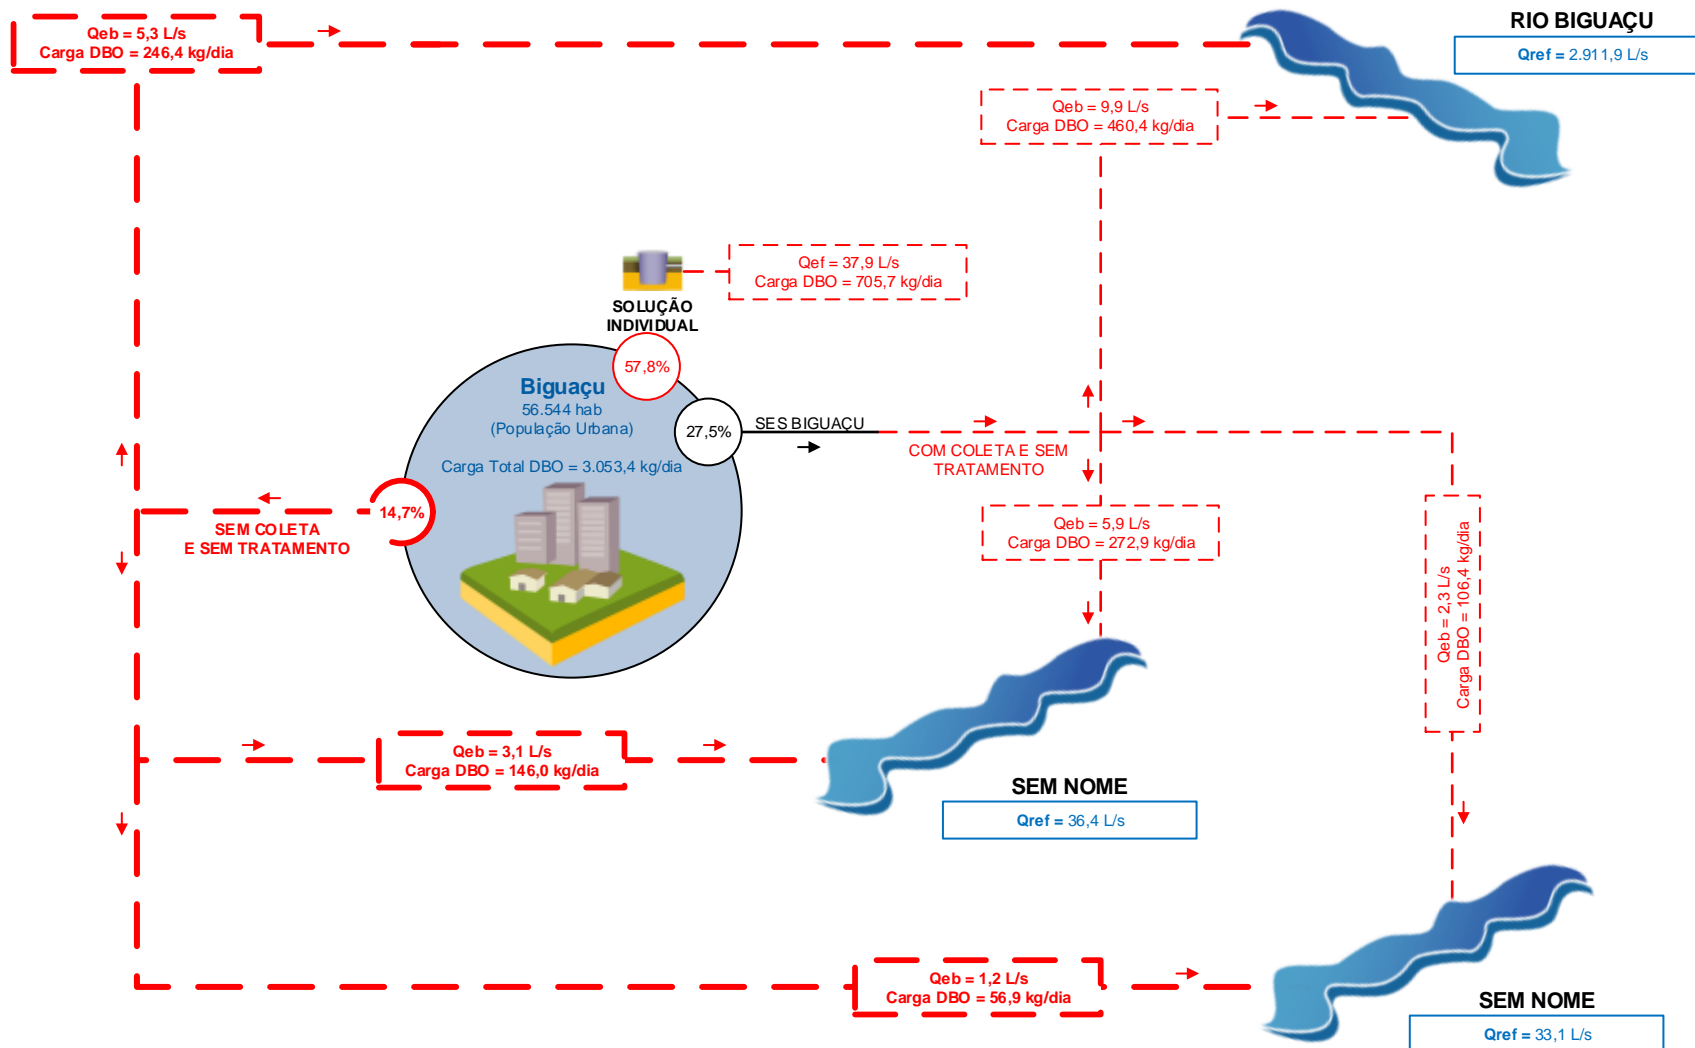 Qeb = 5,3 L/s
Carga DBO = 246,4 kg/dia
RIO BIGUAÇU
Qref = 2.911,9 L/s
Qeb = 9,9 L/s
Carga DBO = 460,4 kg/dia
Qef = 37,9 L/s
Carga DBO = 705,7 kg/dia
SOLUÇÃO
INDIVIDUAL
57,8%
Biguaçu
56.544 hab
(População Urbana)
Carga Total DBO = 3.053,4 kg/dia
27,5%
SES BIGUAÇU
COM COLETA E SEM
TRATAMENTO
14,7%
SEM COLETA
E SEM TRATAMENTO
Qeb = 5,9 L/s
Carga DBO = 272,9 kg/dia
Qeb = 2,3 L/s
Carga DBO = 106,4 kg/dia
Qeb = 3,1 L/s
Carga DBO = 146,0 kg/dia
SEM NOME
Qref = 36,4 L/s
Qeb = 1,2 L/s
Carga DBO = 56,9 kg/dia
SEM NOME
Qref = 33,1 L/s